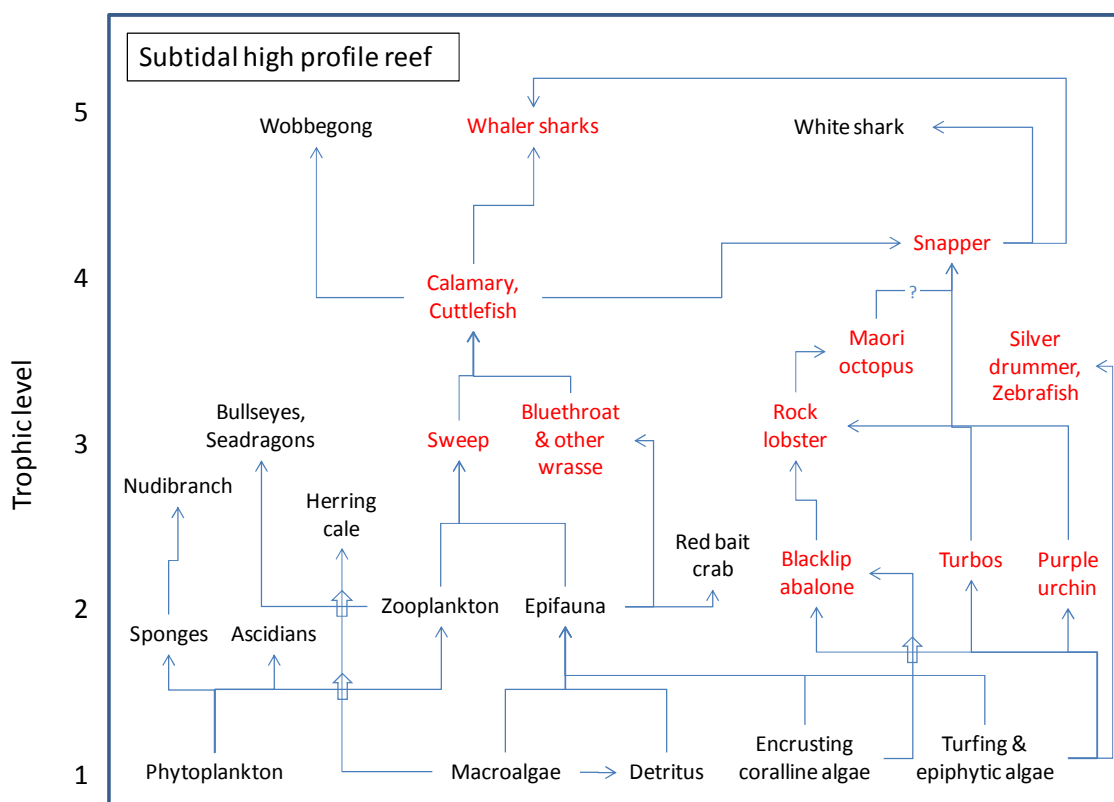 Subtidal high profile reef
5
Wobbegong
Whaler sharks
White shark
Snapper
4
Calamary,
Cuttlefish
?
Maori
octopus
Silver
drummer,
Zebrafish
Trophic level
Bullseyes,
Seadragons
Sweep
Bluethroat
& other
wrasse
Rock
lobster
3
Nudibranch
Herring
cale
Red bait
crab
Blacklip
abalone
Turbos
Purple
urchin
2
Zooplankton
Epifauna
Sponges
Ascidians
Encrusting
coralline algae
Turfing &
epiphytic algae
1
Phytoplankton
Macroalgae
Detritus